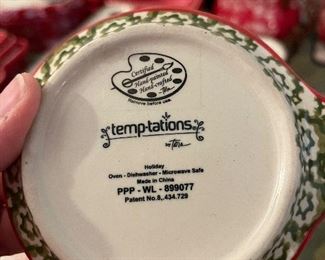 Certified
Hand-painted
Hand-crafted
Tara
Remove before use.
temp-tations
by Tara
Holiday
Oven - Dishwasher - Microwave Safe
Made in China
PPP - WL - 899077
Patent No.8,.434.729